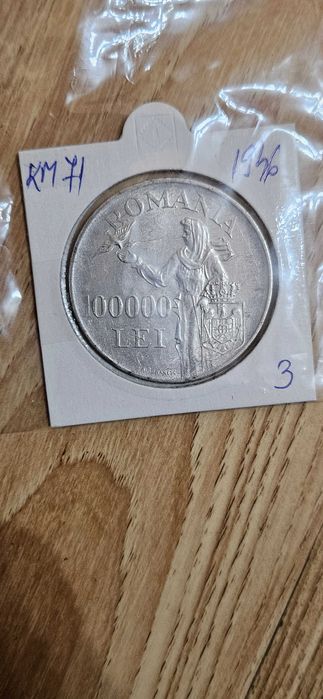 KM 71
1946
ROMANIA
100000
LEI
3